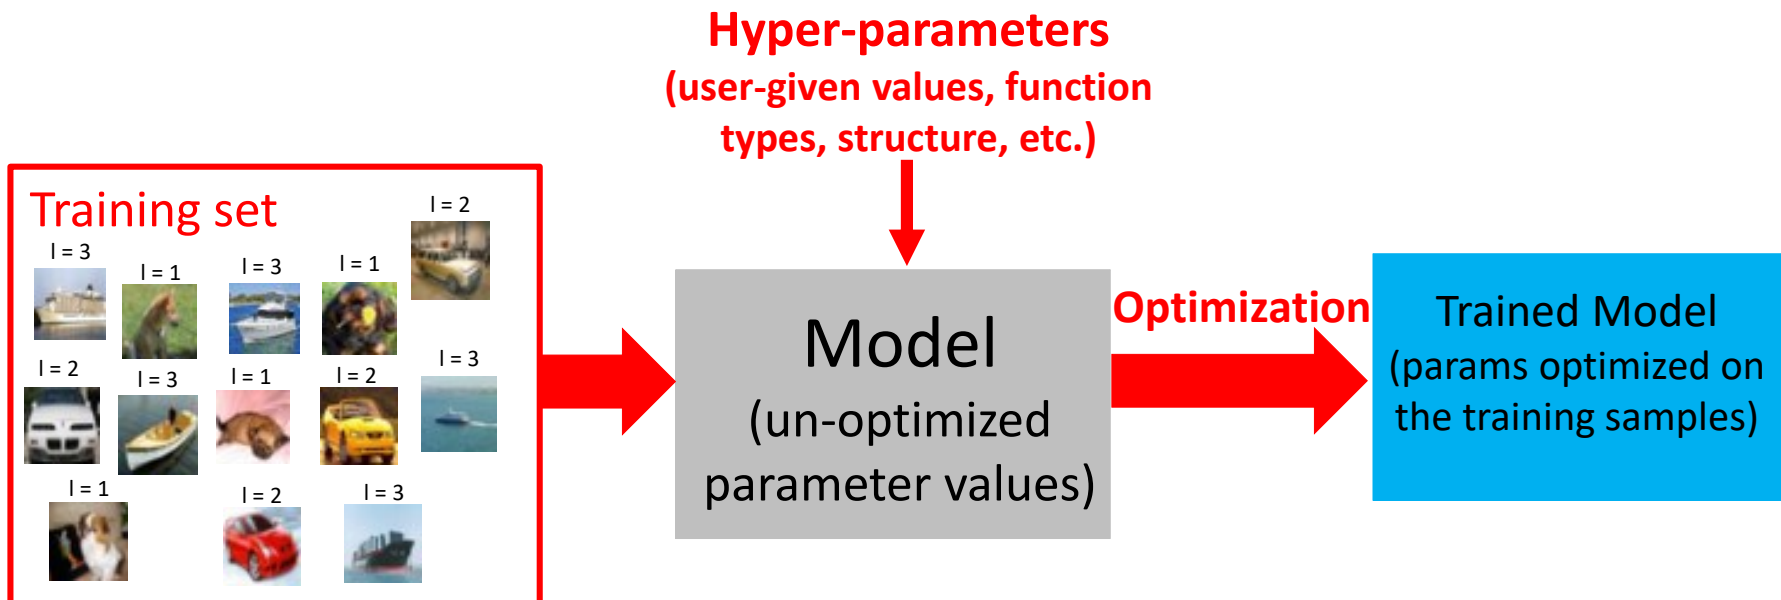 Hyper-parameters
(user-given values, function
types, structure, etc.)
Training set
l = 2
l = 3
l = 1
l = 3
l = 1
l = 2
l = 3
l = 1
l = 2
l = 3
l = 1
l = 2
l = 3
Model
(un-optimized
parameter values)
Optimization
Trained Model
(params optimized on
the training samples)